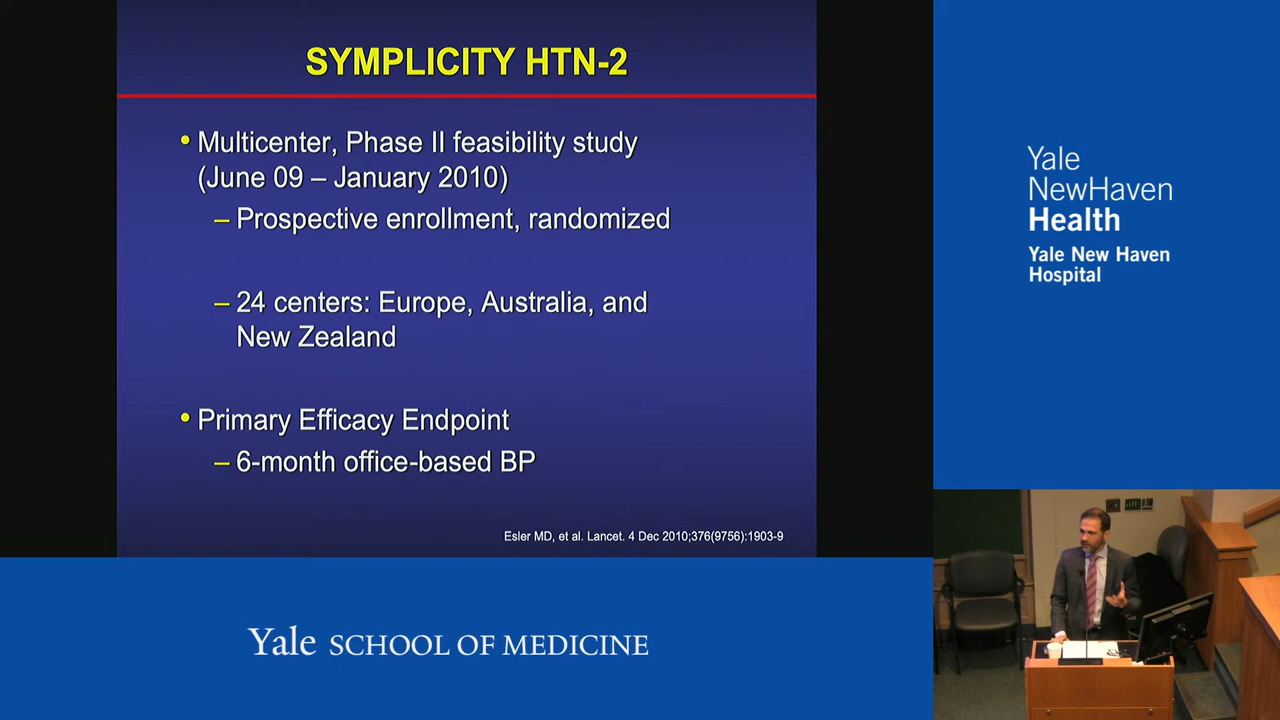 SYMPLICITY HTN-2
• Multicenter, Phase II feasibility study
(June 09 – January 2010)
– Prospective enrollment, randomized
– 24 centers: Europe, Australia, and
New Zealand
• Primary Efficacy Endpoint
– 6-month office-based BP
Esler MD, et al. Lancet. 4 Dec 2010;376(9756):1903-9
Yale
NewHaven
Health
Yale New Haven
Hospital
Yale SCHOOL OF MEDICINE